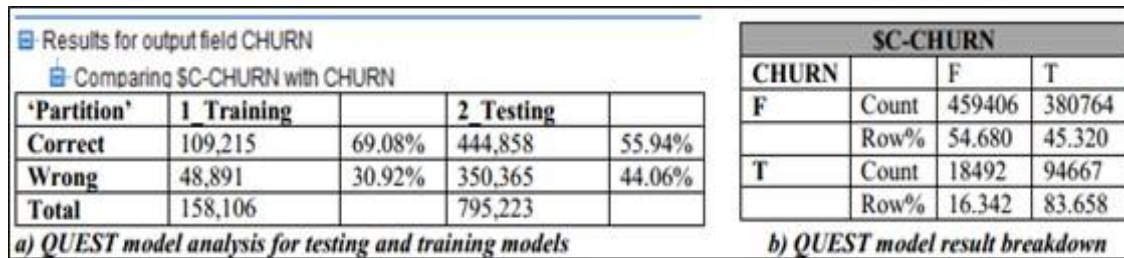 Results for output field CHURN
Comparing $C-CHURN with CHURN
'Partition' 1_Training 2_Testing
Correct 109,215 69.08% 444,858 55.94%
Wrong 48,891 30.92% 350,365 44.06%
Total 158,106 795,223
a) QUEST model analysis for testing and training models
$C-CHURN
CHURN F T
F Count 459406 380764
Row% 54.680 45.320
T Count 18492 94667
Row% 16.342 83.658
b) QUEST model result breakdown